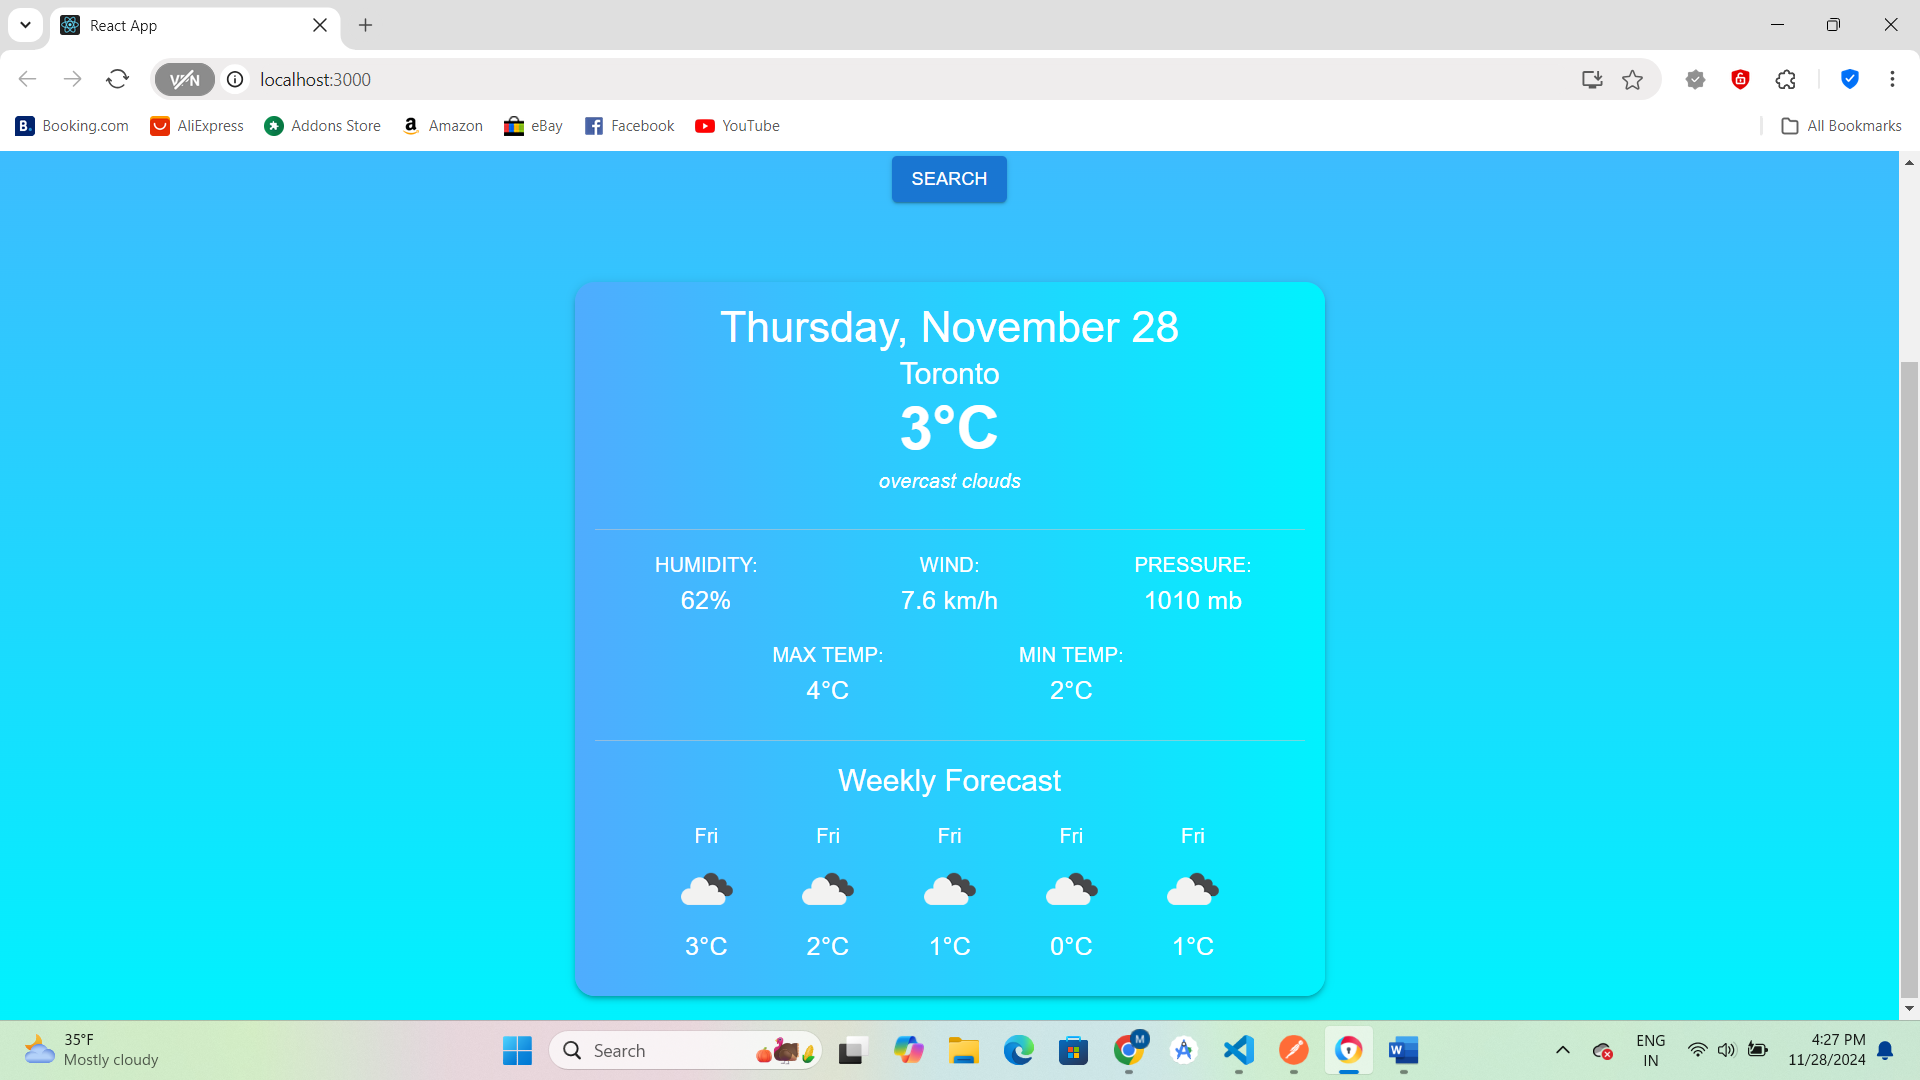 React App
VPN
localhost:3000
B. Booking.com AliExpress Addons Store a Amazon eBay Facebook YouTube All Bookmarks
SEARCH
Thursday, November 28
Toronto
3°C
overcast clouds
HUMIDITY: WIND: PRESSURE:
62% 7.6 km/h 1010 mb
MAX TEMP: MIN TEMP:
4°C 2°C
Weekly Forecast
Fri Fri Fri Fri Fri
3°C 2°C 1°C 0°C 1°C
35°F
Mostly cloudy
Search
M
W
ENG
IN
4:27 PM
11/28/2024